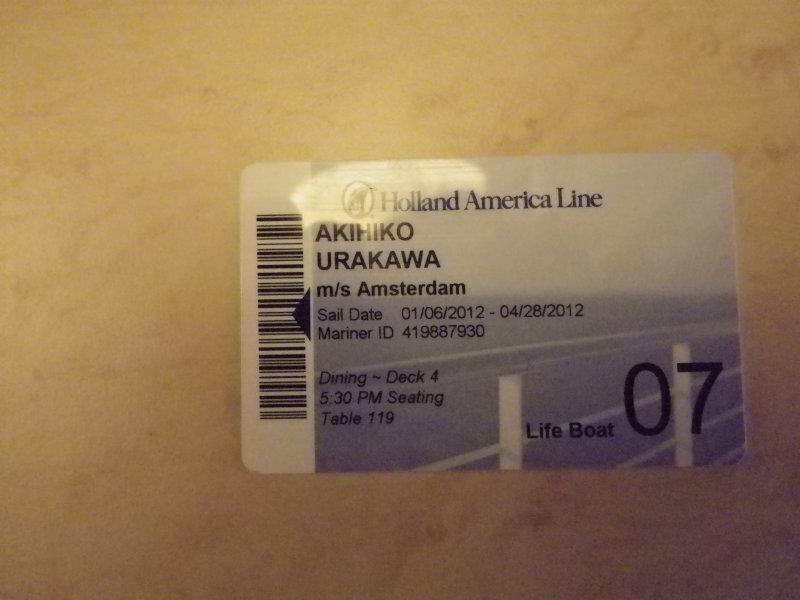 Holland America Line
AKIHIKO
URAKAWA
m/s Amsterdam
Sail Date 01/06/2012 - 04/28/2012
Mariner ID 419887930
Dining ~ Deck 4
5:30 PM Seating
Table 119
Life Boat 07